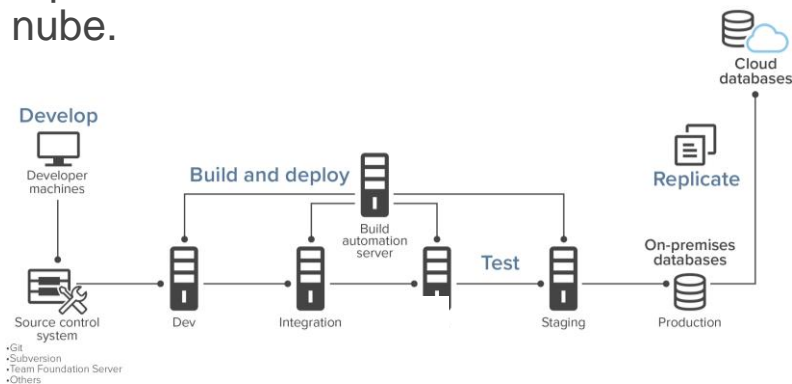 nube.
Cloud
databases
Develop
Developer
machines
Build and deploy
Build
automation
server
Replicate
Test
On-premises
databases
Source control
system
•Git
•Subversion
•Team Foundation Server
•Others
Dev
Integration
Staging
Production